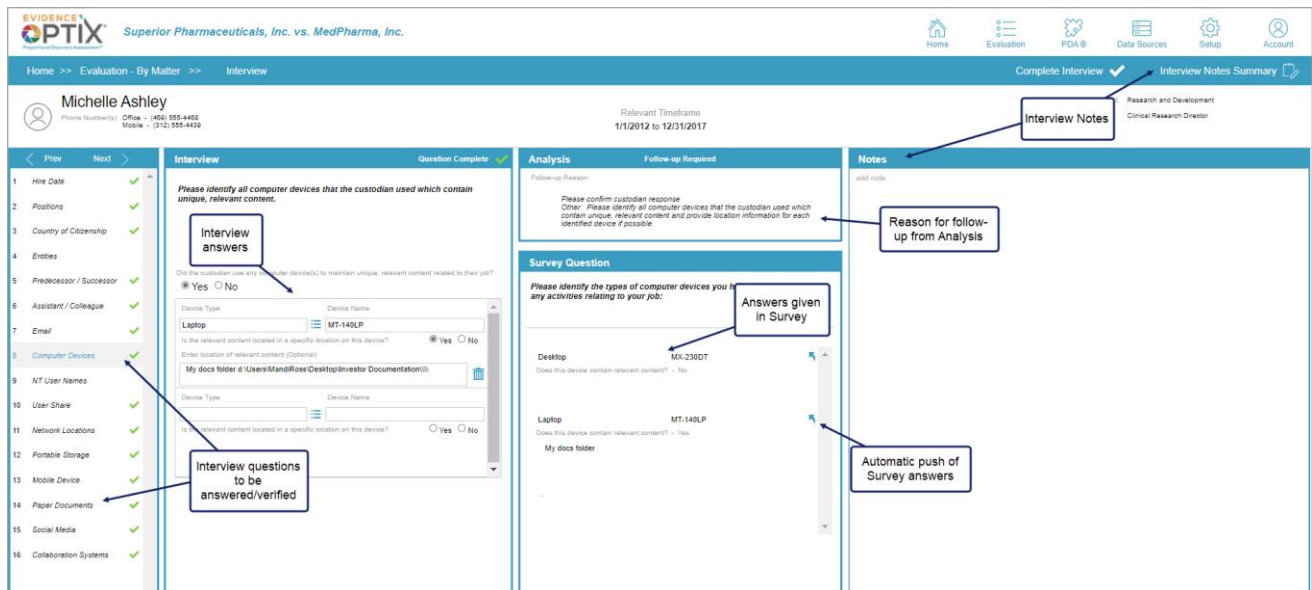 EVIDENCE
OPTIX
Proportional Discovery Assessment
Superior Pharmaceuticals, Inc. vs. MedPharma, Inc.
Home
Evaluation
PDA ®
Data Sources
Setup
Account
Home >> Evaluation - By Matter >> Interview
Complete Interview
Interview Notes Summary
Michelle Ashley
Phone Number(s) Office - (469) 555-4468
Mobile - (312) 555-4439
Relevant Timeframe
1/1/2012 to 12/31/2017
Research and Development
Clinical Research Director
Interview Notes
Prev Next
1 Hire Date
2 Positions
3 Country of Citizenship
4 Entities
5 Predecessor / Successor
6 Assistant / Colleague
7 Email
8 Computer Devices
9 NT User Names
10 User Share
11 Network Locations
12 Portable Storage
13 Mobile Device
14 Paper Documents
15 Social Media
16 Collaboration Systems
Interview Question Complete
Please identify all computer devices that the custodian used which contain
unique, relevant content.
Interview
answers
Did the custodian use any computer device(s) to maintain unique, relevant content related to their job?
Yes No
Device Type Device Name
Laptop MT-140LP
Is the relevant content located in a specific location on this device? Yes No
Enter location of relevant content (Optional)
My docs folder d:\Users\MandiRoss\Desktop\Investor Documentation\\\\
Device Type Device Name
Is the relevant content located in a specific location on this device? Yes No
Interview questions
to be
answered/verified
Analysis Follow-up Required
Follow-up Reason:
Please confirm custodian response
Other: Please identify all computer devices that the custodian used which
contain unique, relevant content and provide location information for each
identified device if possible
Reason for follow-
up from Analysis
Survey Question
Please identify the types of computer devices you h
any activities relating to your job:
Answers given
in Survey
Desktop MX-230DT
Does this device contain relevant content? - No
Laptop MT-140LP
Does this device contain relevant content? - Yes
My docs folder
Automatic push of
Survey answers
Notes
add note